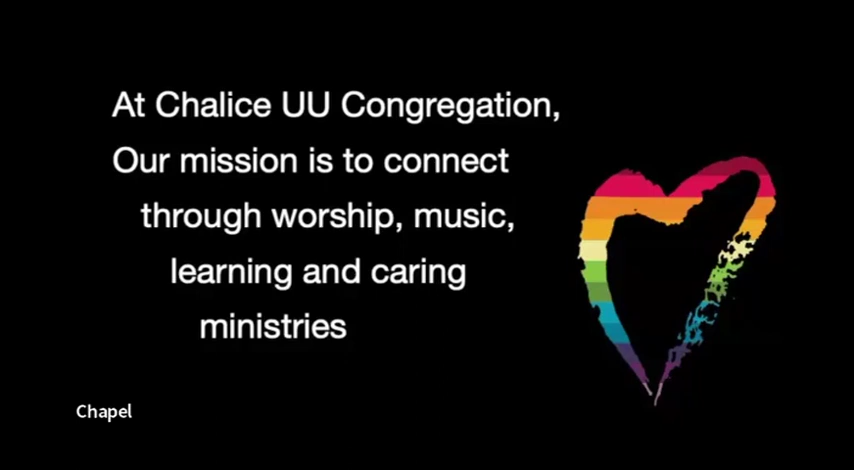 At Chalice UU Congregation,
Our mission is to connect
through worship, music,
learning and caring
ministries
Chapel